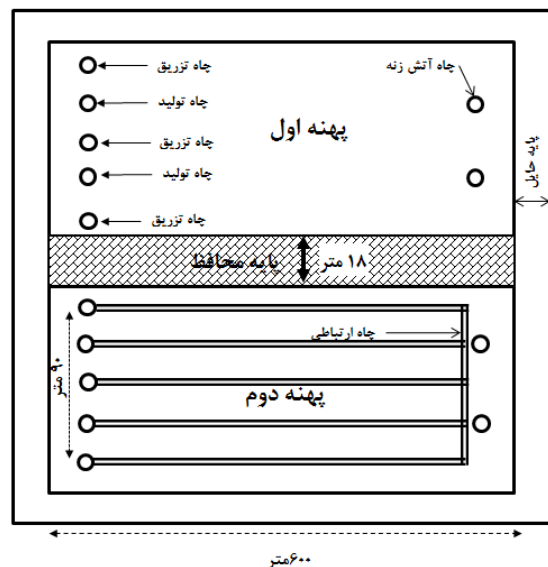 چاه تزریق
چاه آتش زنه
چاه تولید
پهنه اول
چاه تزریق
چاه تولید
پایه حایل
چاه تزریق
پایه محافظ
۱۸ متر
چاه ارتباطی
۹۰ متر
پهنه دوم
۶۰۰متر